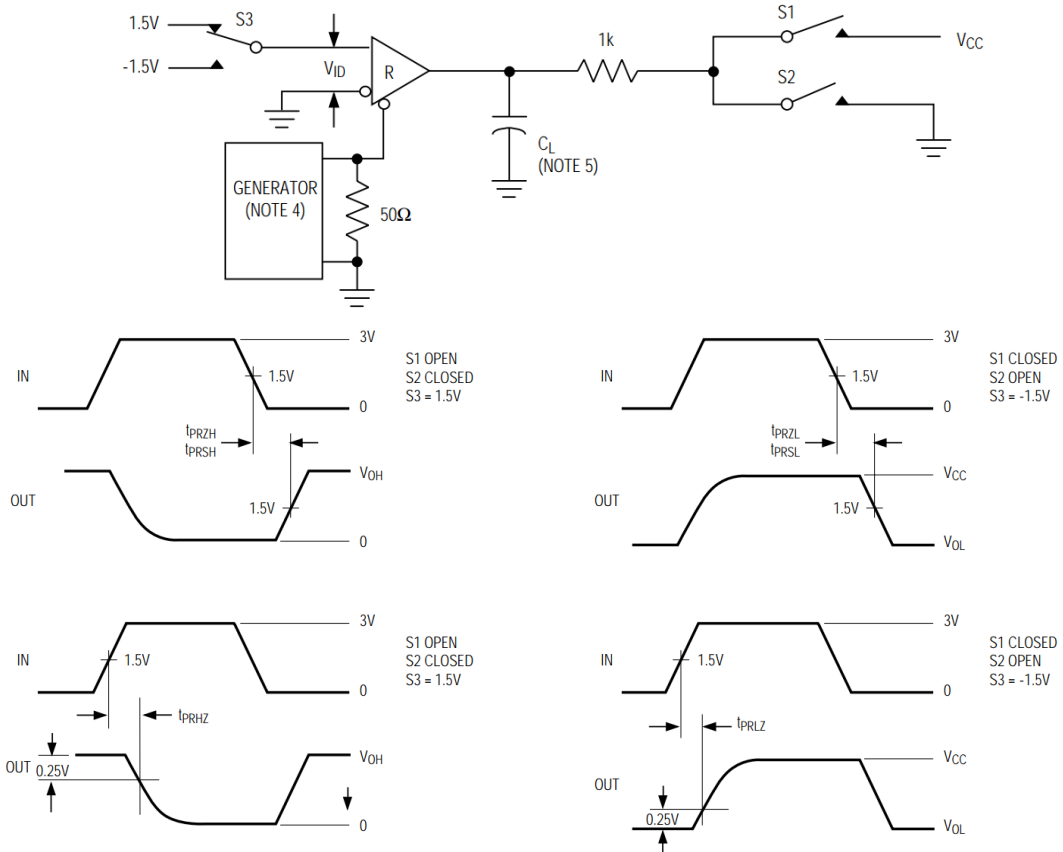 1.5V
S3
-1.5V
VID
R
1k
S1
VCC
S2
CL
(NOTE 5)
GENERATOR
(NOTE 4)
50Ω
IN
3V
1.5V
0
S1 OPEN
S2 CLOSED
S3 = 1.5V
tPRZH
tPRSH
OUT
VOH
1.5V
0
IN
3V
1.5V
0
S1 CLOSED
S2 OPEN
S3 = -1.5V
tPRZL
tPRSL
OUT
VCC
1.5V
VOL
IN
3V
1.5V
0
S1 OPEN
S2 CLOSED
S3 = 1.5V
tPRHZ
OUT
0.25V
VOH
0
IN
3V
1.5V
0
S1 CLOSED
S2 OPEN
S3 = -1.5V
tPRLZ
OUT
VCC
0.25V
VOL